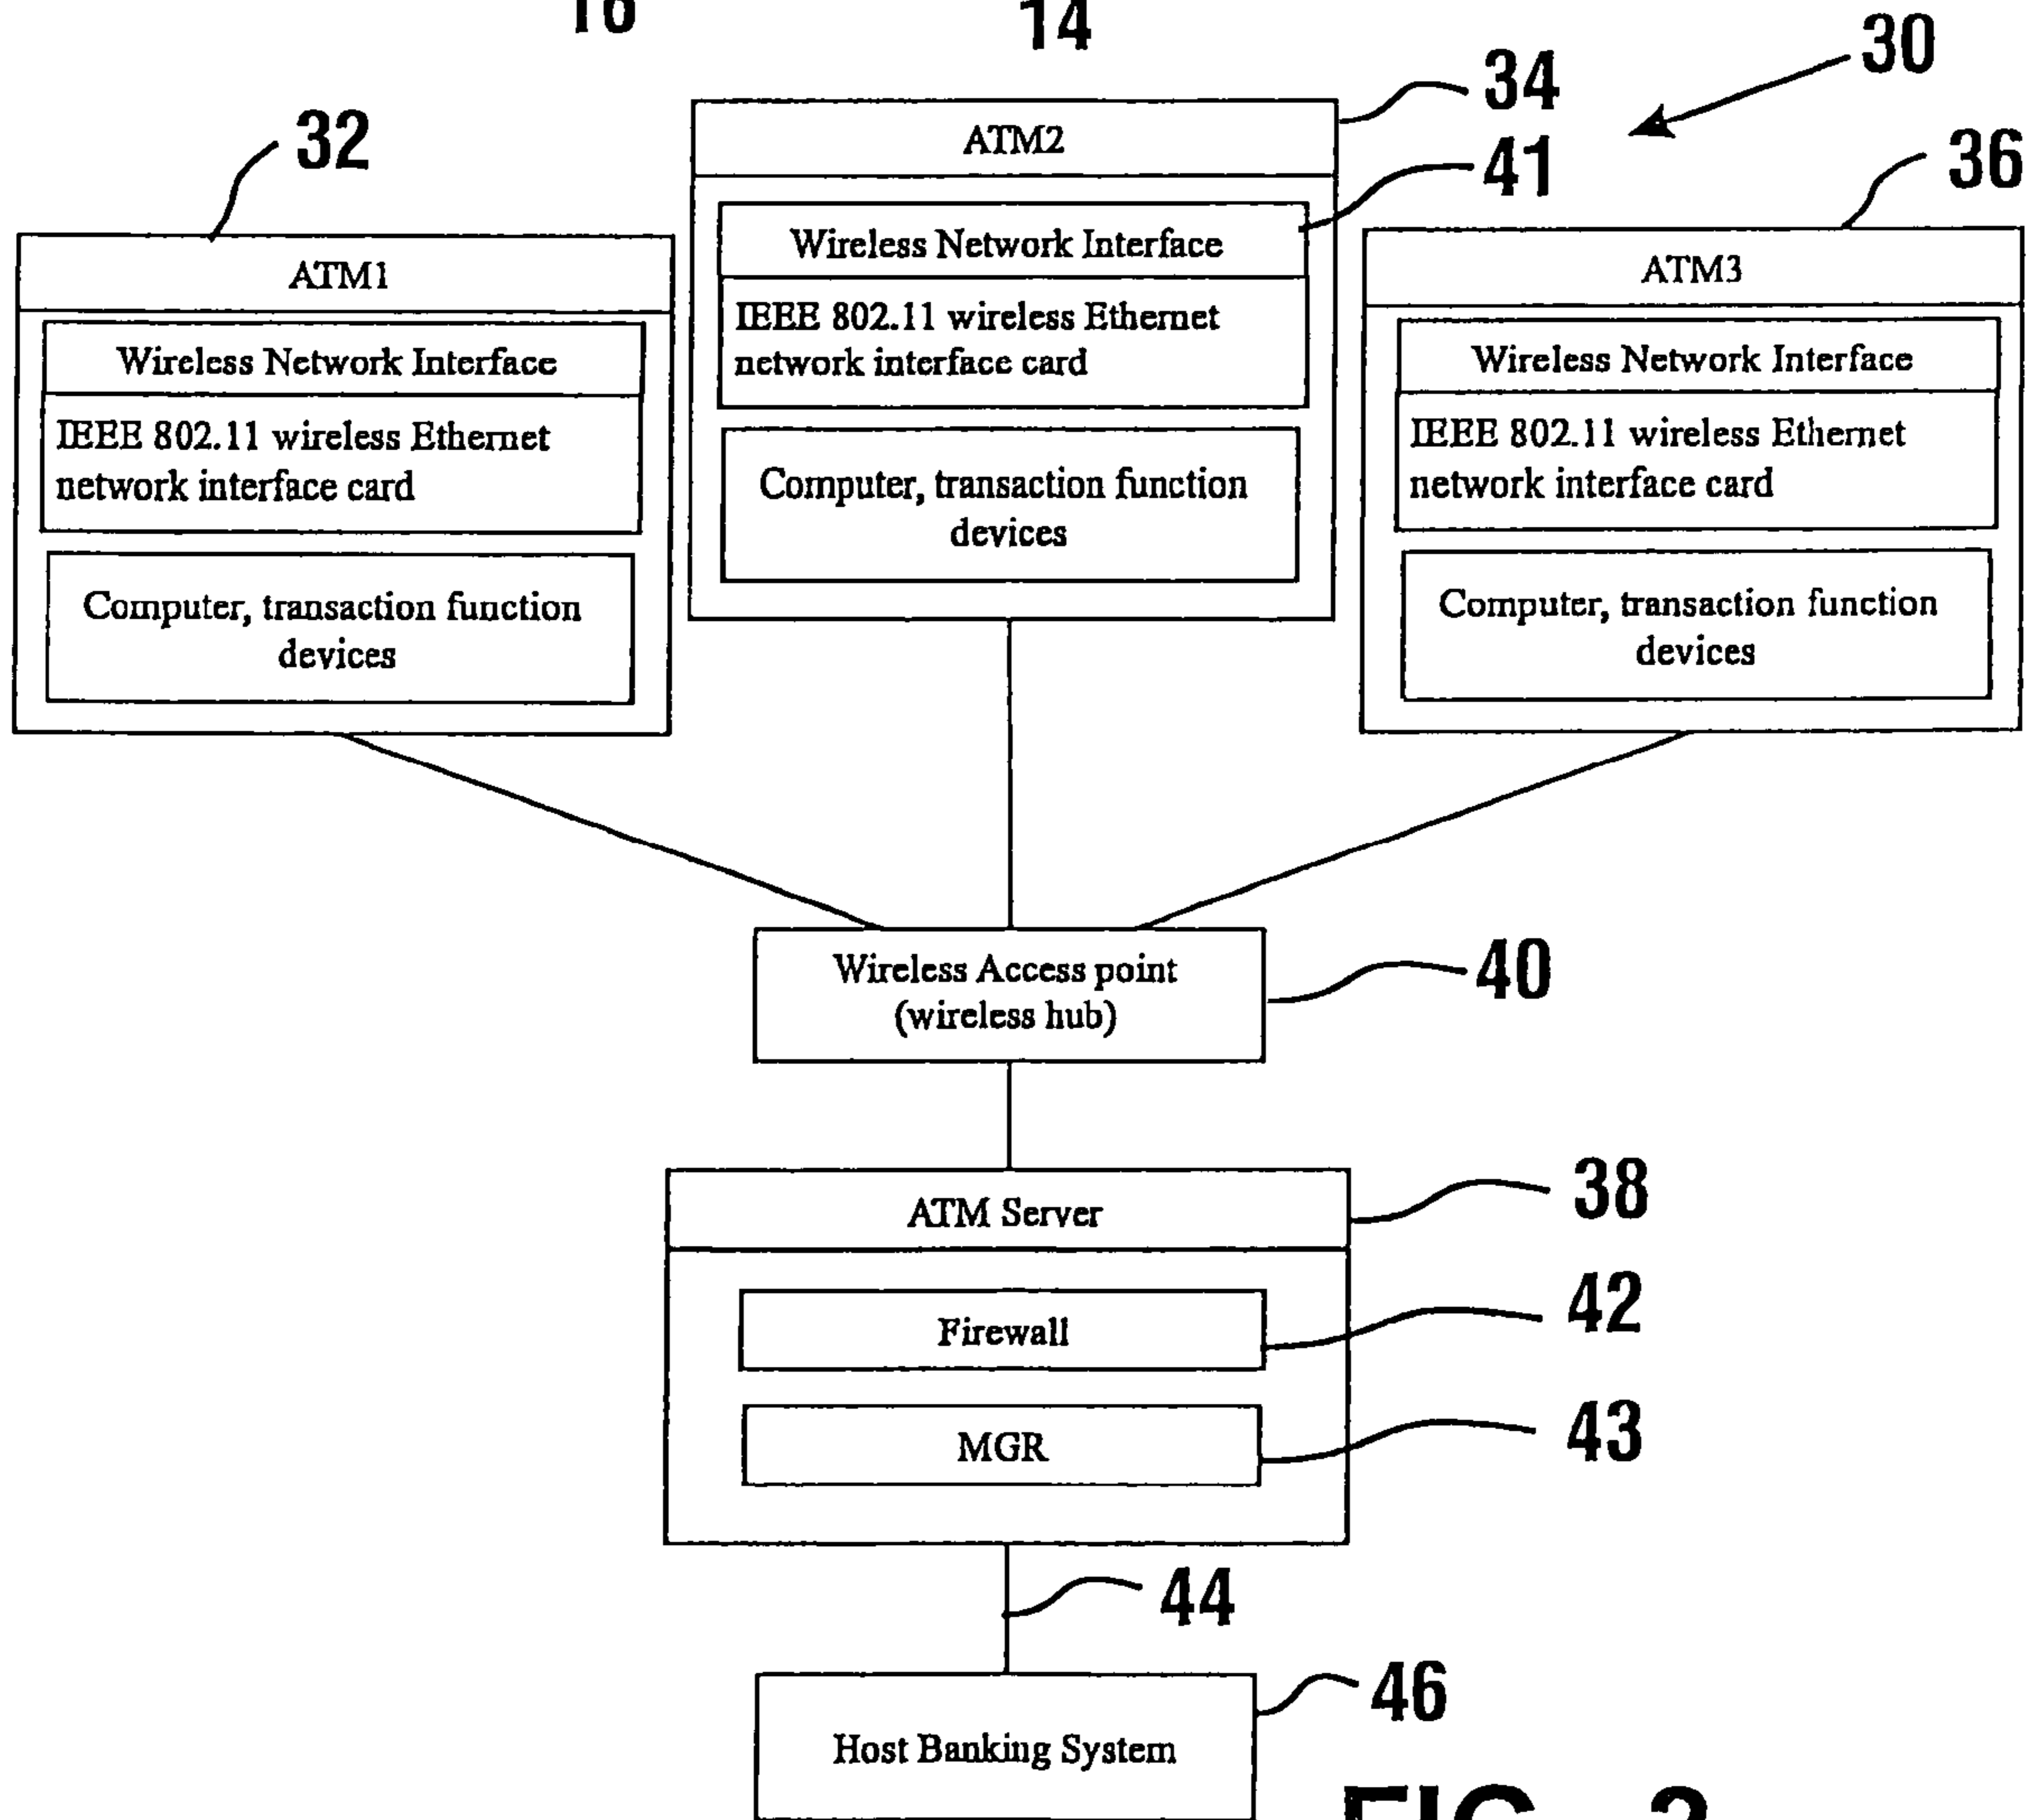 14
34
30
32
ATM2
41
36
ATM1
Wireless Network Interface
ATM3
IEEE 802.11 wireless Ethernet
network interface card
Wireless Network Interface
Wireless Network Interface
IEEE 802.11 wireless Ethernet
network interface card
IEEE 802.11 wireless Ethernet
network interface card
Computer, transaction function
devices
Computer, transaction function
devices
Computer, transaction function
devices
Wireless Access point
(wireless hub)
40
ATM Server
38
Firewall
42
MGR
43
44
46
Host Banking System